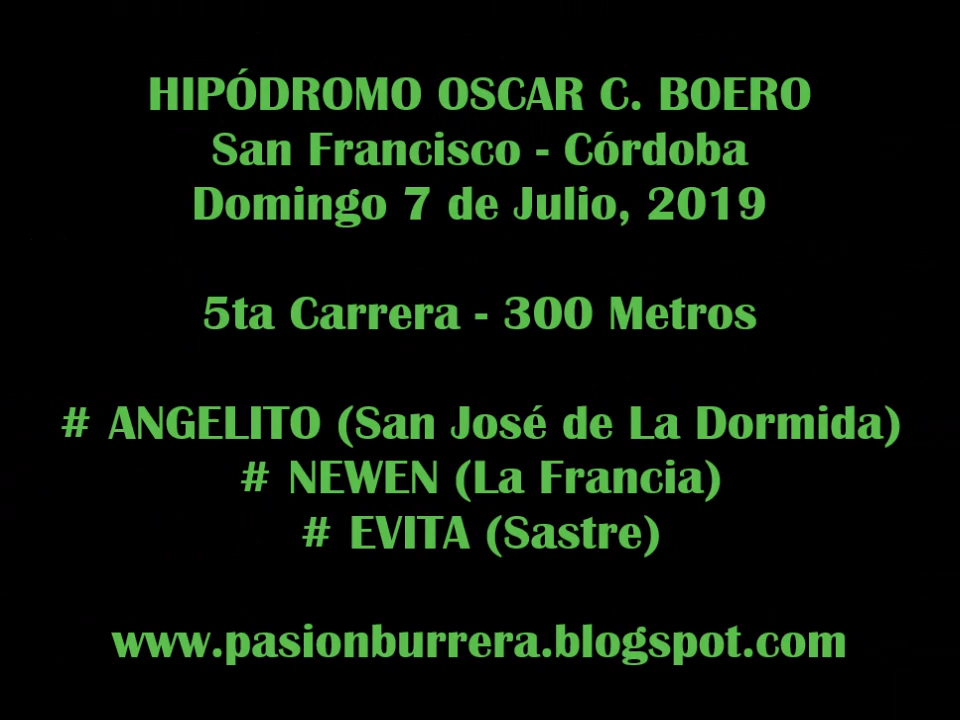 HIPÓDROMO OSCAR C. BOERO
San Francisco - Córdoba
Domingo 7 de Julio, 2019
5ta Carrera - 300 Metros
# ANGELITO (San José de La Dormida)
# NEWEN (La Francia)
# EVITA (Sastre)
www.pasionburrera.blogspot.com